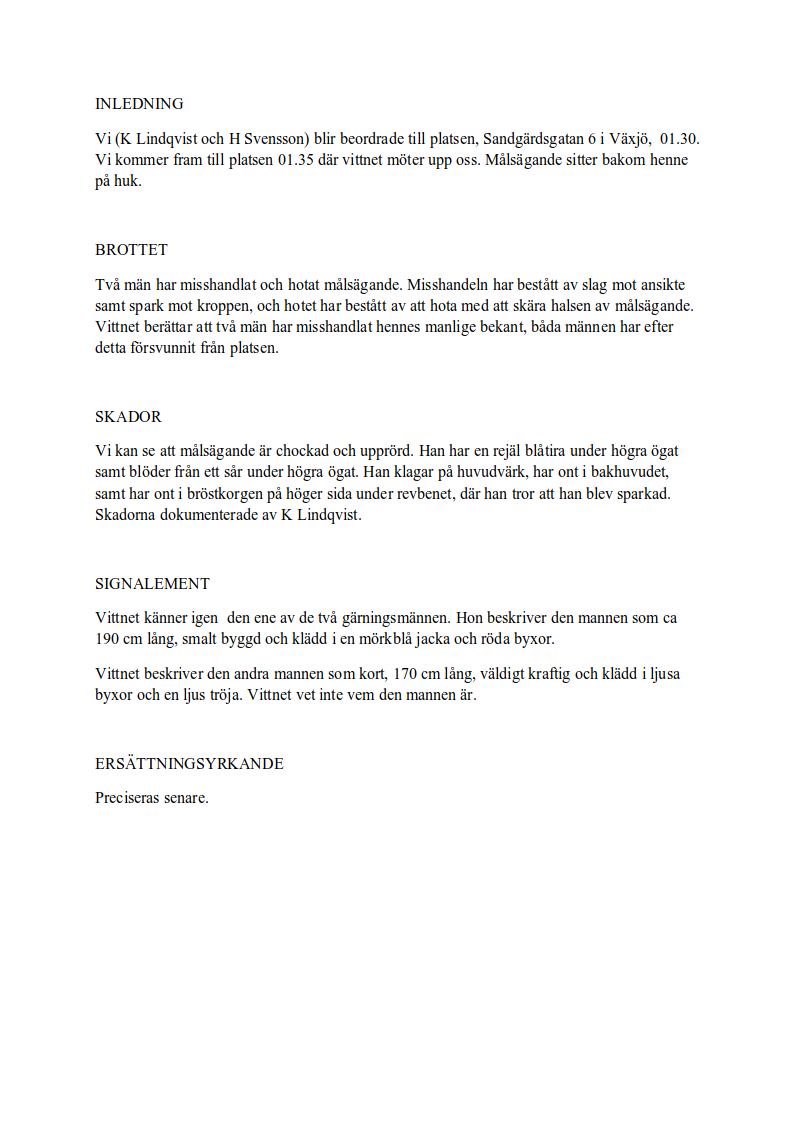 INLEDNING
Vi (K Lindqvist och H Svensson) blir beordrade till platsen, Sandgärdsgatan 6 i Växjö,  01.30.
Vi kommer fram till platsen 01.35 där vittnet möter upp oss. Målsägande sitter bakom henne
på huk.
BROTTET
Två män har misshandlat och hotat målsägande. Misshandeln har bestått av slag mot ansikte
samt spark mot kroppen, och hotet har bestått av att hota med att skära halsen av målsägande.
Vittnet berättar att två män har misshandlat hennes manlige bekant, båda männen har efter
detta försvunnit från platsen.
SKADOR
Vi kan se att målsägande är chockad och upprörd. Han har en rejäl blåtira under högra ögat
samt blöder från ett sår under högra ögat. Han klagar på huvudvärk, har ont i bakhuvudet,
samt har ont i bröstkorgen på höger sida under revbenet, där han tror att han blev sparkad.
Skadorna dokumenterade av K Lindqvist.
SIGNALEMENT
Vittnet känner igen  den ene av de två gärningsmännen. Hon beskriver den mannen som ca
190 cm lång, smalt byggd och klädd i en mörkblå jacka och röda byxor.
Vittnet beskriver den andra mannen som kort, 170 cm lång, väldigt kraftig och klädd i ljusa
byxor och en ljus tröja. Vittnet vet inte vem den mannen är.
ERSÄTTNINGSYRKANDE
Preciseras senare.